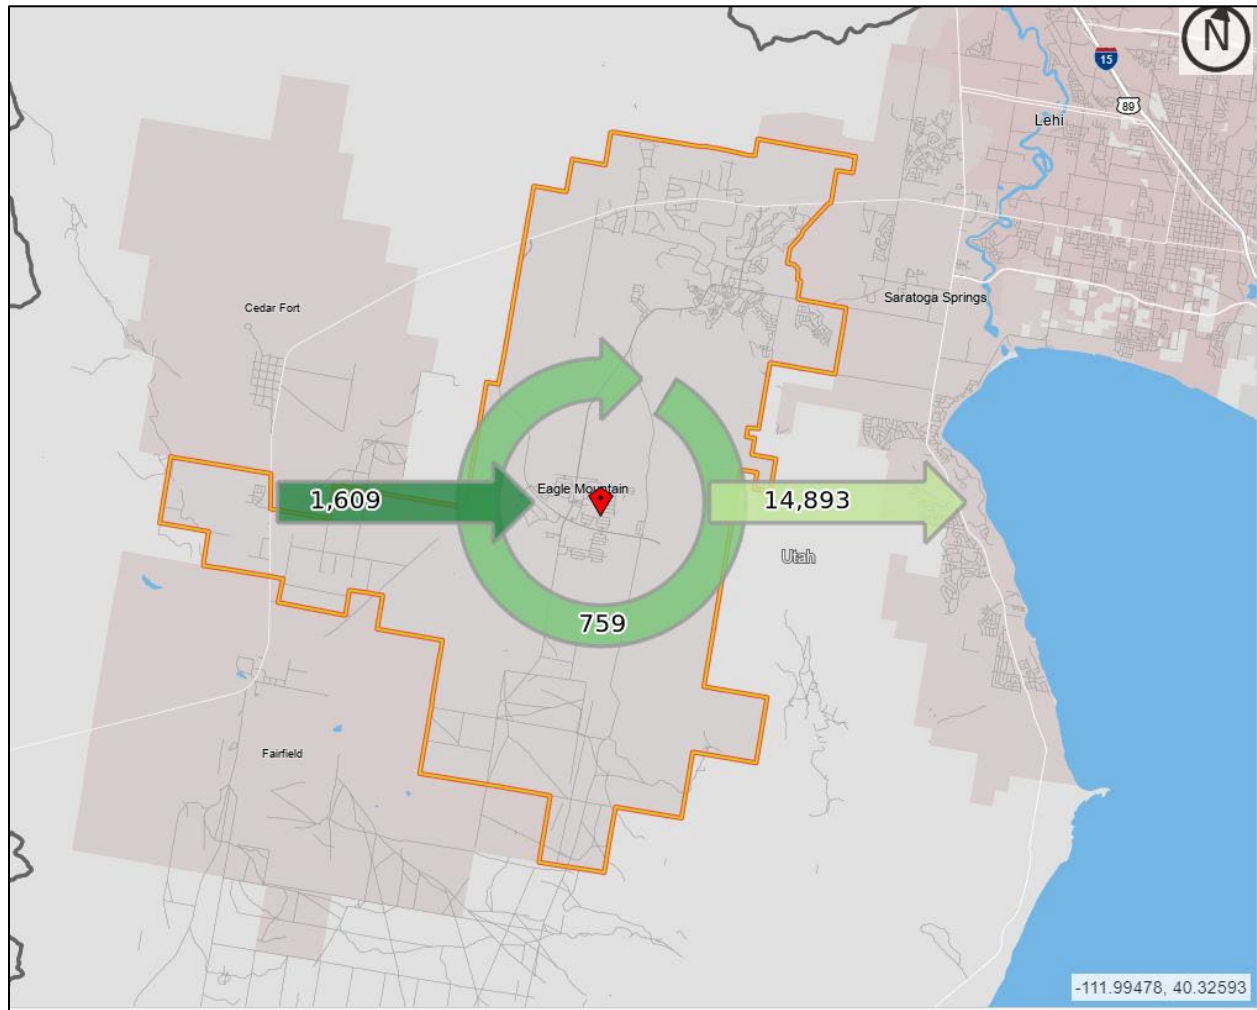 N
15
89
Lehi
Saratoga Springs
Cedar Fort
Eagle Mountain
1,609
14,893
Utah
759
Fairfield
-111.99478, 40.32593